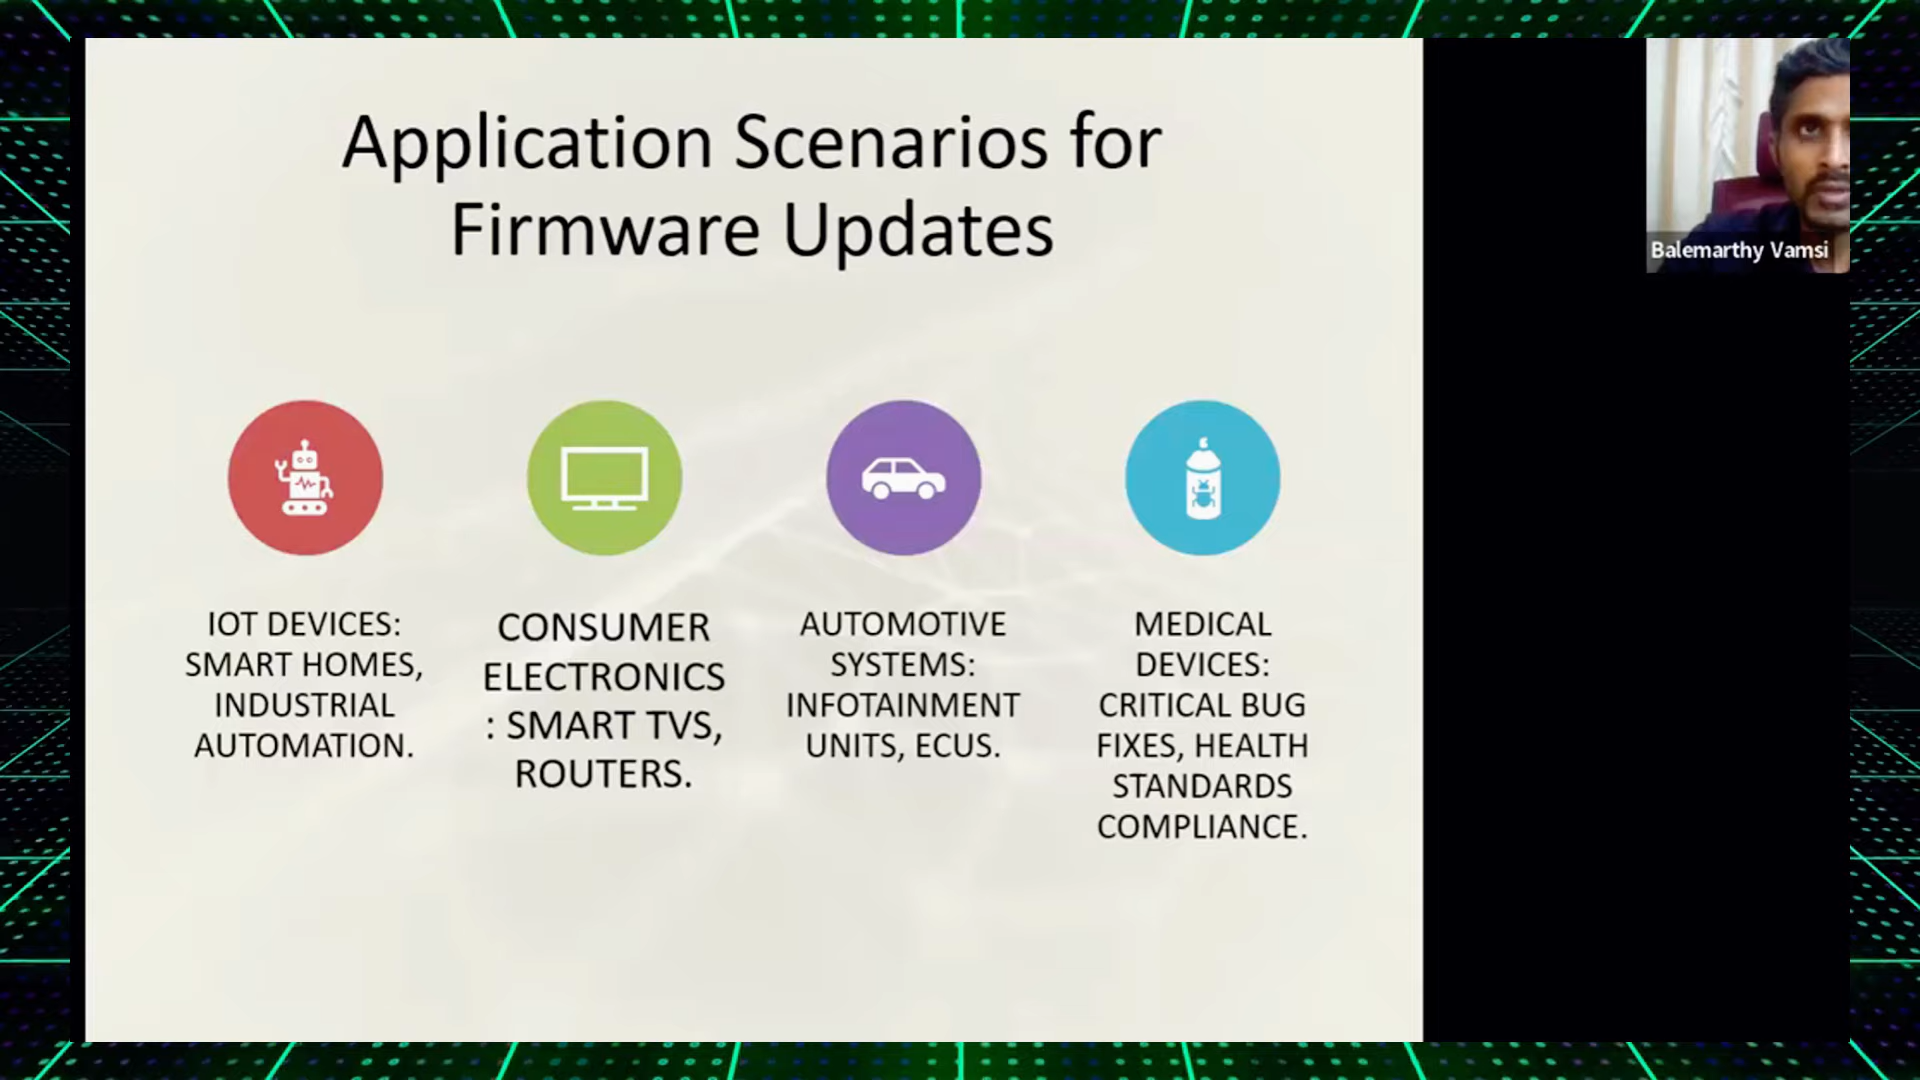 Application Scenarios for
Firmware Updates
IOT DEVICES:
SMART HOMES,
INDUSTRIAL
AUTOMATION.
CONSUMER
ELECTRONICS
: SMART TVS,
ROUTERS.
AUTOMOTIVE
SYSTEMS:
INFOTAINMENT
UNITS, ECUS.
MEDICAL
DEVICES:
CRITICAL BUG
FIXES, HEALTH
STANDARDS
COMPLIANCE.
Balemarthy Vamsi